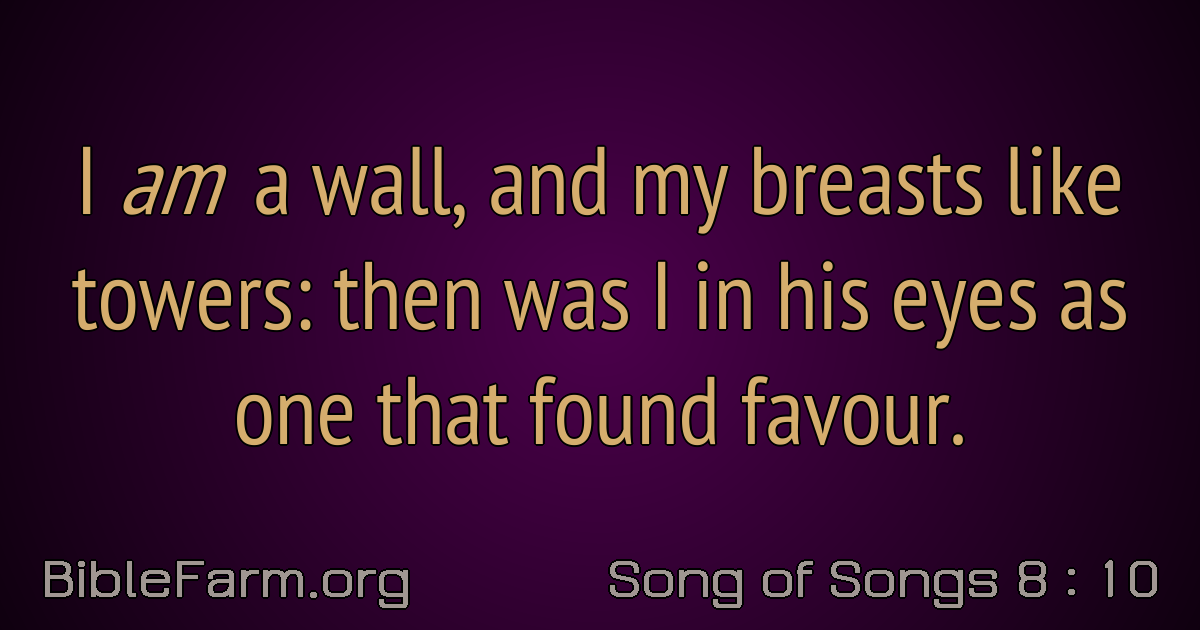 I am a wall, and my breasts like
towers: then was I in his eyes as
one that found favour.
BibleFarm.org
Song of Songs 8 : 10